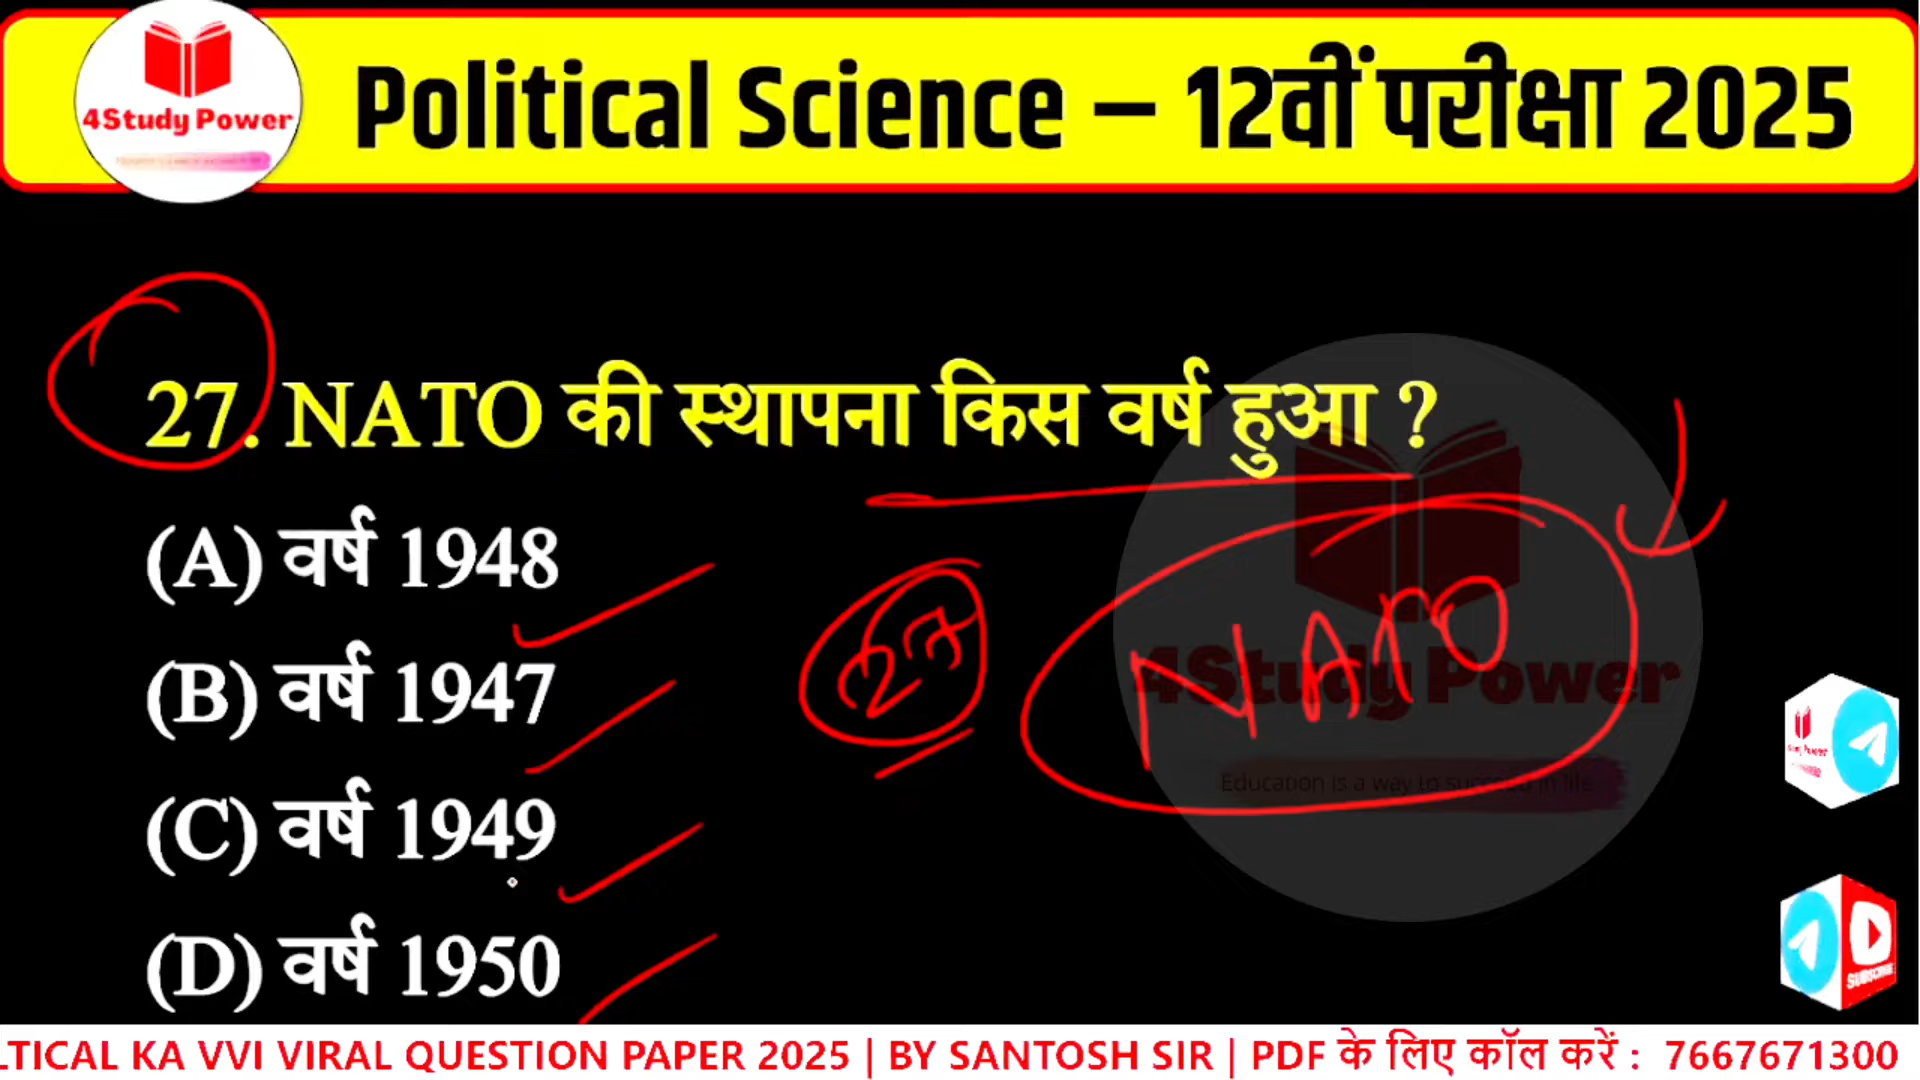 4Study Power
Political Science – 12वीं परीक्षा 2025
27. NATO की स्थापना किस वर्ष हुआ ?
(A) वर्ष 1948
(B) वर्ष 1947
(C) वर्ष 1949
(D) वर्ष 1950
27
NATO
4Study Power
Education is a way to success in life
SUBSCRIBE
LTICAL KA VVI VIRAL QUESTION PAPER 2025 | BY SANTOSH SIR | PDF के लिए कॉल करें : 7667671300